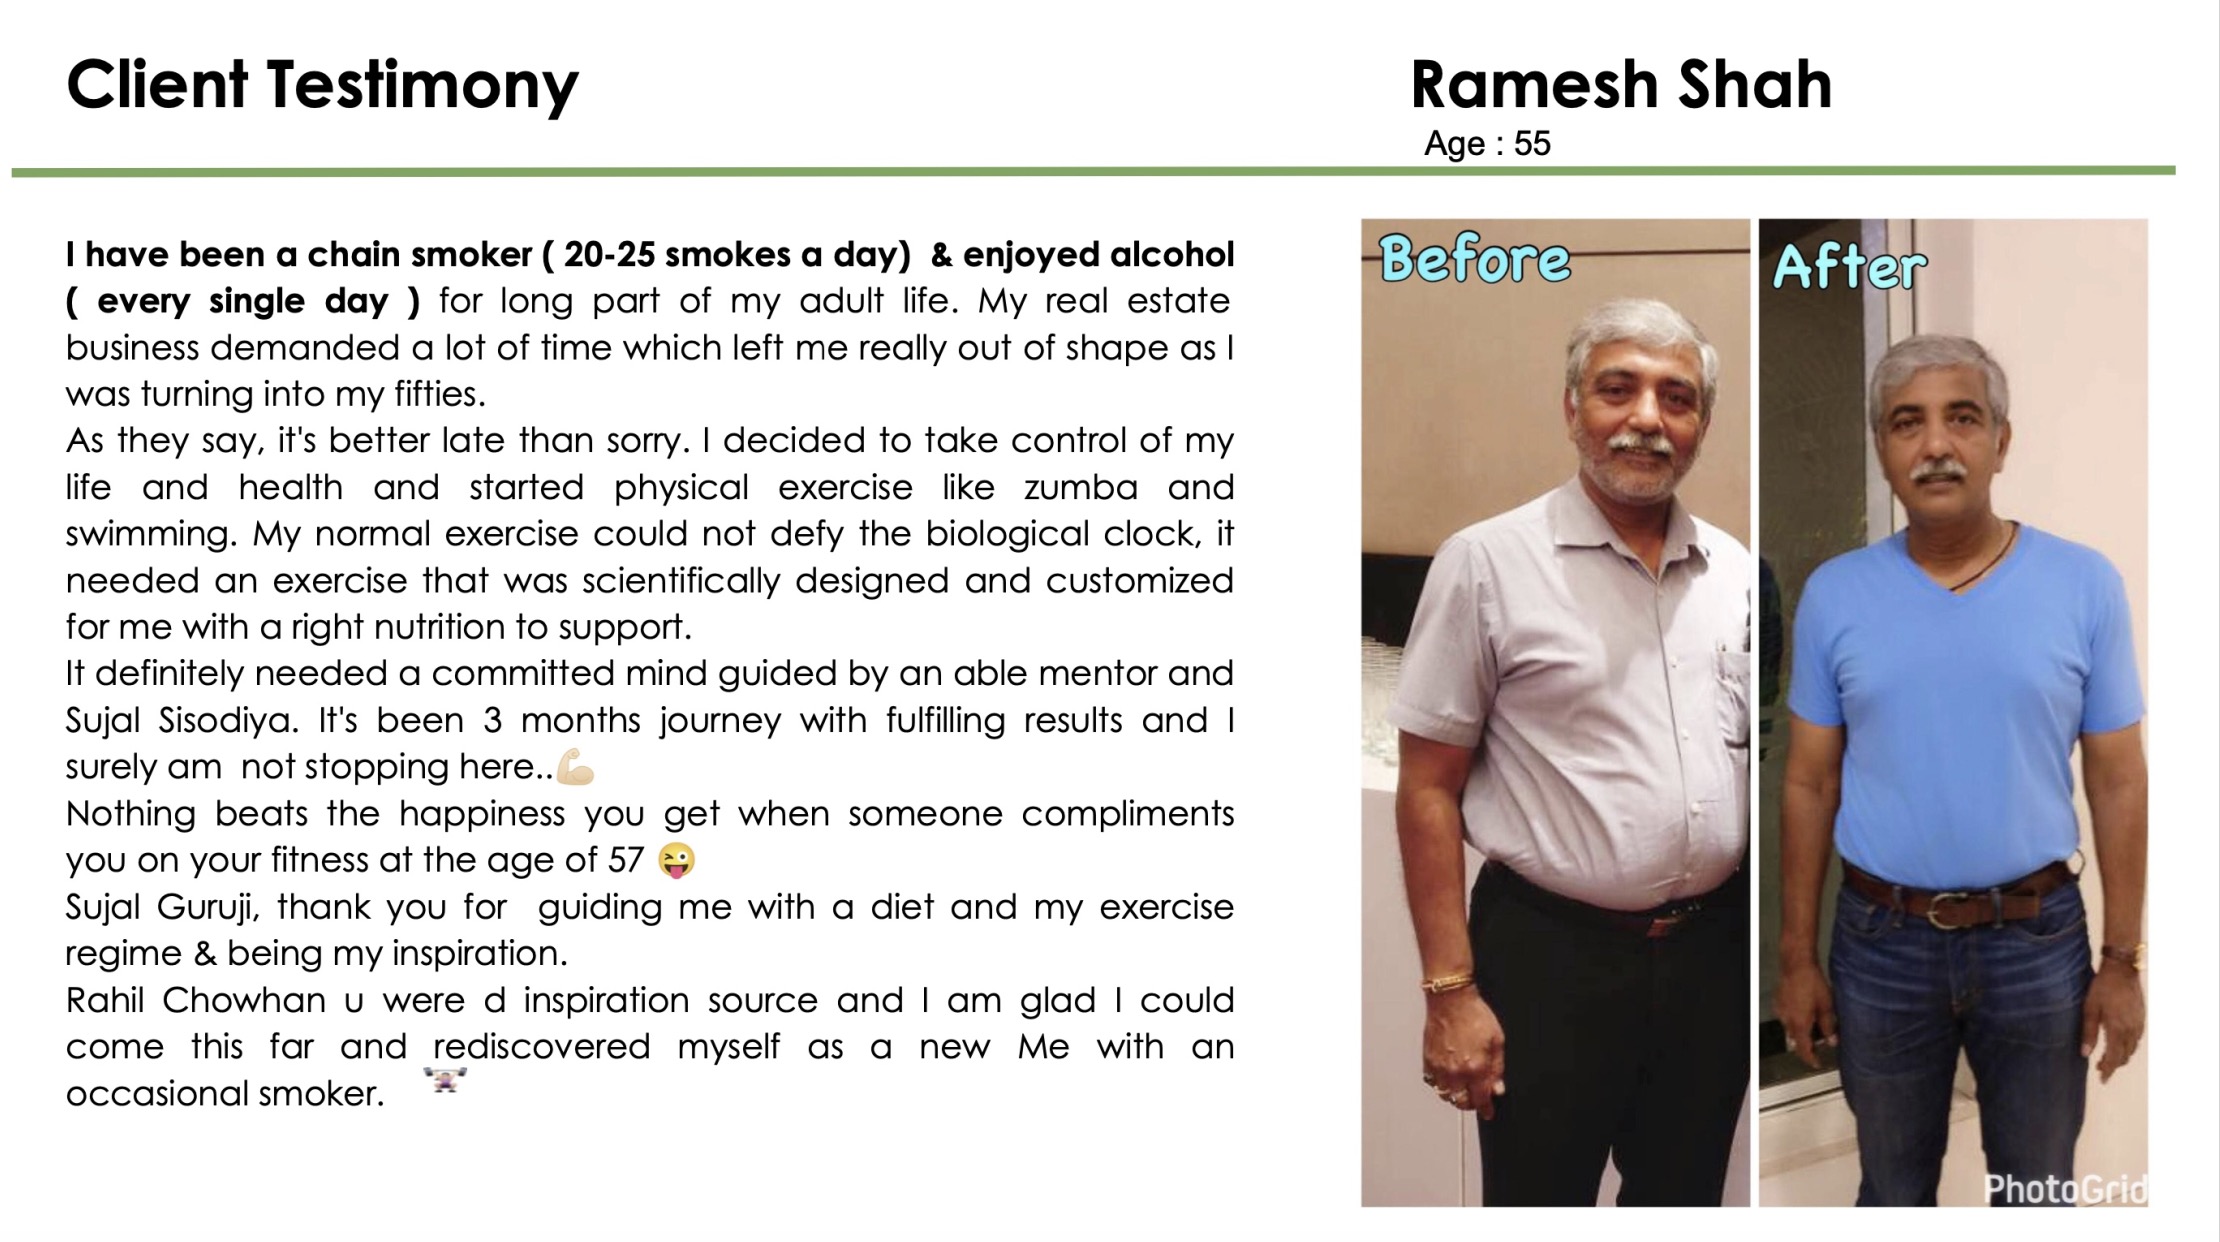 Client Testimony
Ramesh Shah
Age : 55
I have been a chain smoker ( 20-25 smokes a day)  & enjoyed alcohol
( every single day ) for long part of my adult life. My real estate
business demanded a lot of time which left me really out of shape as I
was turning into my fifties.
As they say, it's better late than sorry. I decided to take control of my
life and health and started physical exercise like zumba and
swimming. My normal exercise could not defy the biological clock, it
needed an exercise that was scientifically designed and customized
for me with a right nutrition to support.
It definitely needed a committed mind guided by an able mentor and
Sujal Sisodiya. It's been 3 months journey with fulfilling results and I
surely am  not stopping here..💪🏻
Nothing beats the happiness you get when someone compliments
you on your fitness at the age of 57 😜
Sujal Guruji, thank you for  guiding me with a diet and my exercise
regime & being my inspiration.
Rahil Chowhan u were d inspiration source and I am glad I could
come this far and rediscovered myself as a new Me with an
occasional smoker. 🏋🏻
Before
After
PhotoGrid